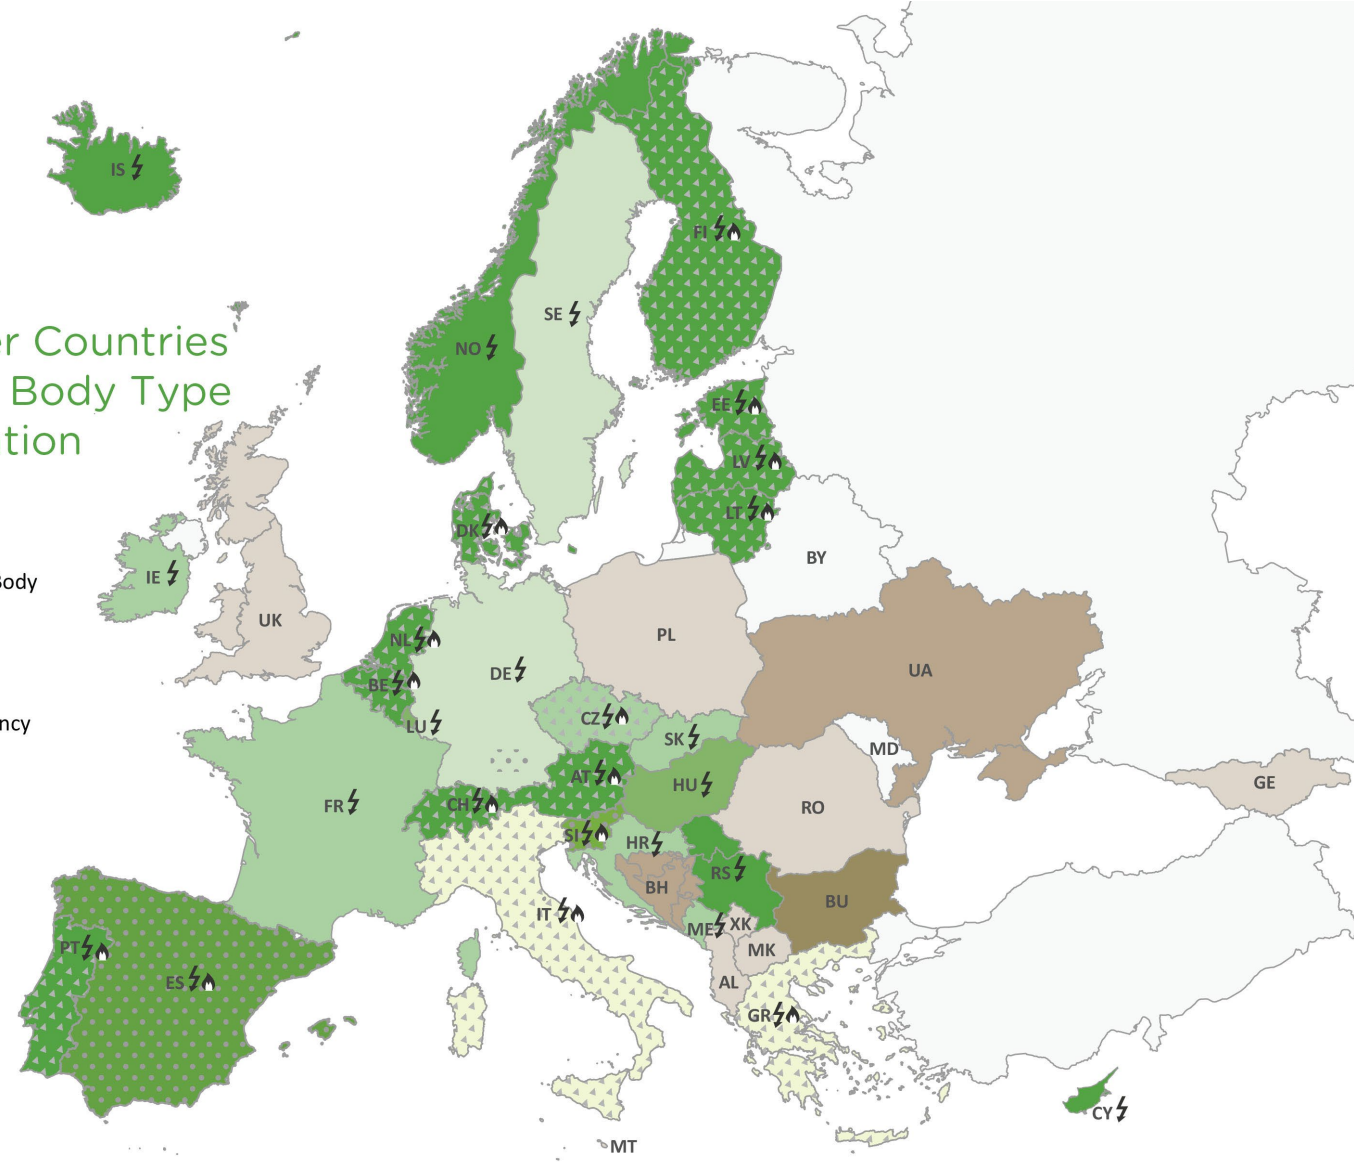 IS
FI
SE
er Countries
NO
Body Type
tion
EE
LV
LT
DK
BY
IE
Body
UK
PL
NL
UA
DE
BE
CZ
ncy
LU
SK
MD
AT
GE
HU
FR
CH
RO
SI
HR
RS
BH
BU
IT
ME
XK
PT
MK
ES
AL
GR
CY
MT